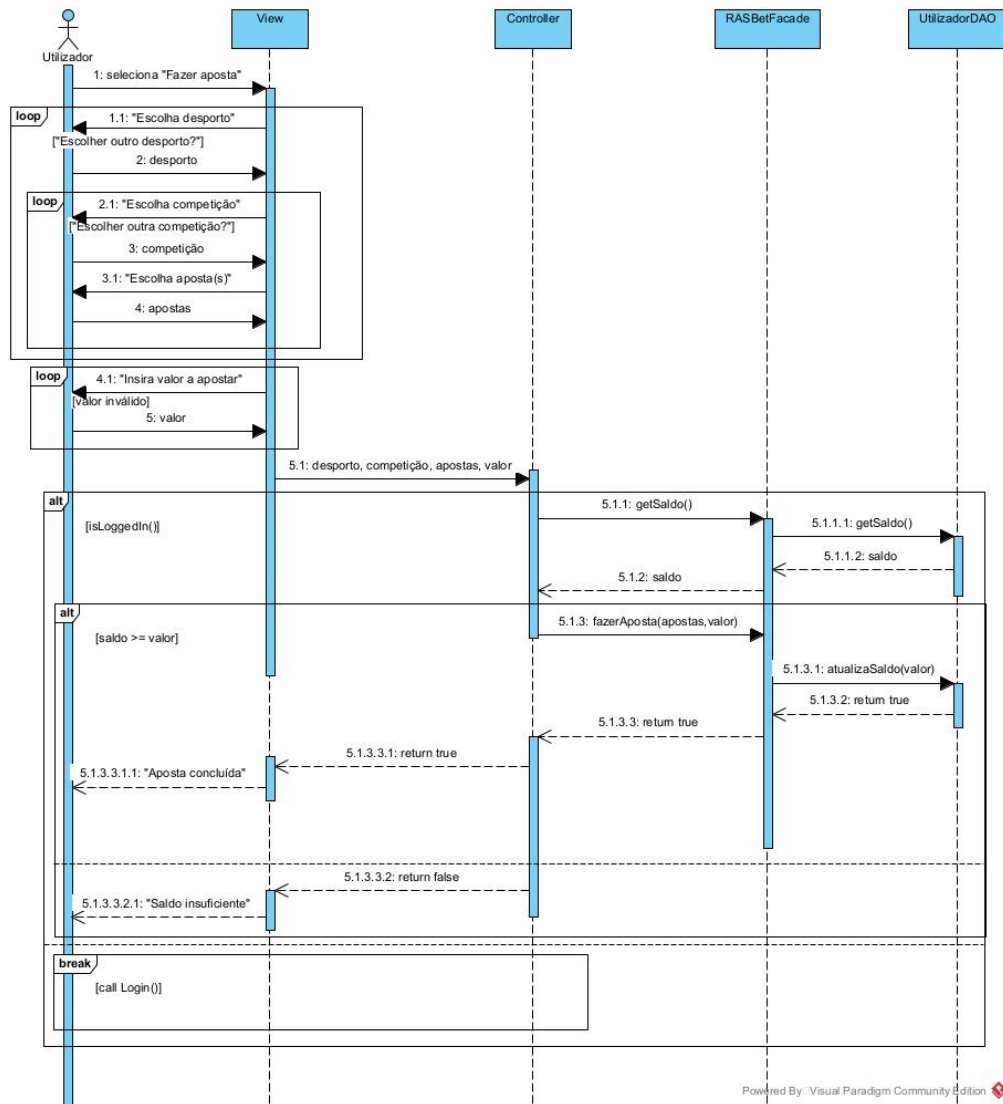 View
Controller
RASBetFacade
UtilizadorDAO
Utilizador
1: seleciona "Fazer aposta"
loop
1.1: "Escolha desporto"
["Escolher outro desporto?"]
2: desporto
loop
2.1: "Escolha competição"
["Escolher outra competição?"]
3: competição
3.1: "Escolha aposta(s)"
4: apostas
loop
4.1: "Insira valor a apostar"
[valor inválido]
5: valor
5.1: desporto, competição, apostas, valor
alt
[isLoggedIn()]
5.1.1: getSaldo()
5.1.1.1: getSaldo()
5.1.1.2: saldo
5.1.2: saldo
alt
[saldo >= valor]
5.1.3: fazerAposta(apostas,valor)
5.1.3.1: atualizaSaldo(valor)
5.1.3.2: return true
5.1.3.3: return true
5.1.3.3.1: return true
5.1.3.3.1.1: "Aposta concluída"
5.1.3.3.2: return false
5.1.3.3.2.1: "Saldo insuficiente"
break
[call Login()]
Powered By Visual Paradigm Community Edition